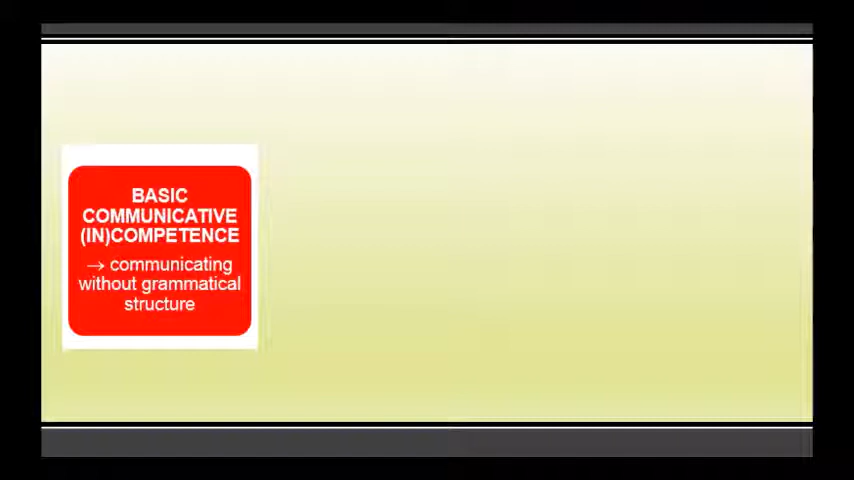 BASIC
COMMUNICATIVE
(IN)COMPETENCE
→ communicating
without grammatical
structure